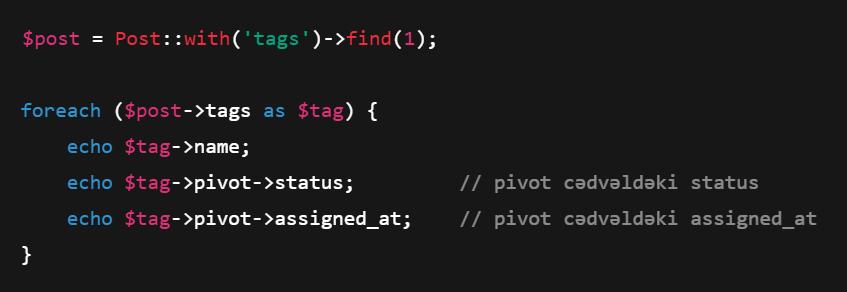 $post = Post::with('tags')->find(1);
foreach ($post->tags as $tag) {
    echo $tag->name;
    echo $tag->pivot->status;         // pivot cədvəldəki status
    echo $tag->pivot->assigned_at;    // pivot cədvəldəki assigned_at
}